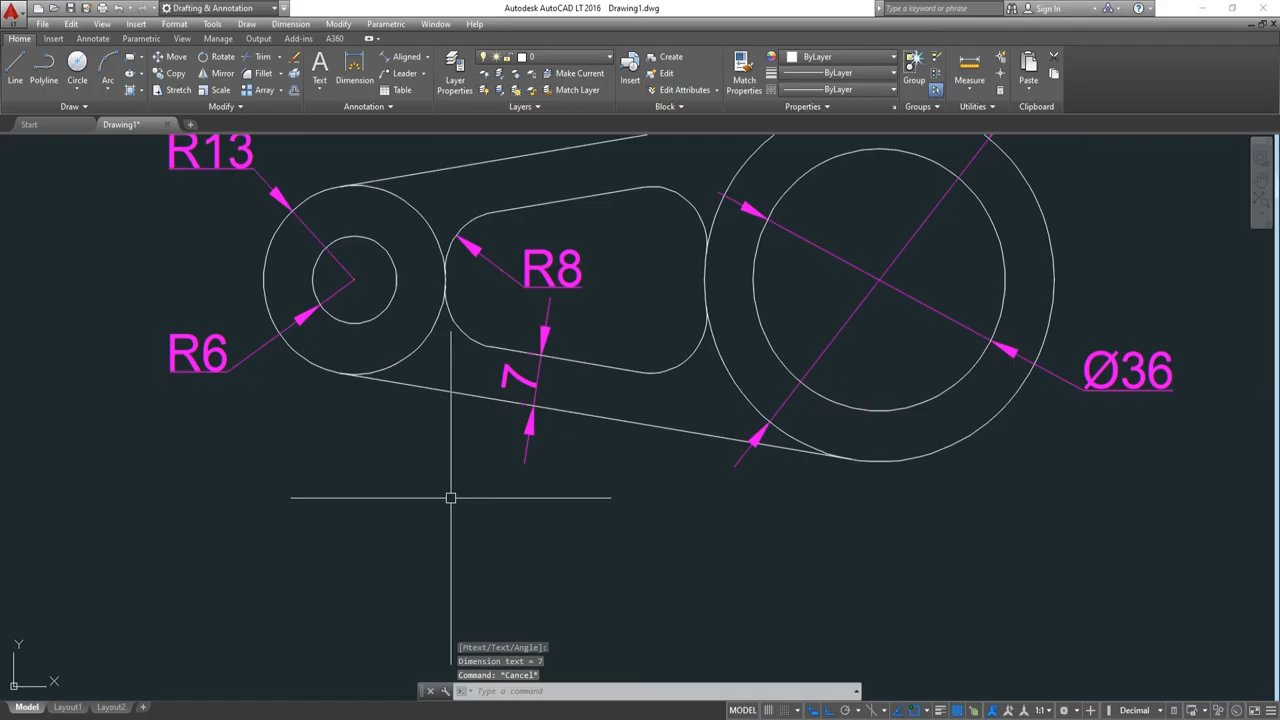 Drafting & Annotation
Autodesk AutoCAD LT 2016 Drawing1.dwg
Type a keyword or phrase
Sign In
LT
File Edit View Insert Format Tools Draw Dimension Modify Parametric Window Help
Home Insert Annotate Parametric View Manage Output Add-ins A360
Line Polyline Circle Arc
Move Rotate Trim
Copy Mirror Fillet
Stretch Scale Array
Text Dimension
Aligned
Leader
Table
Layer Properties
0
Make Current
Match Layer
Insert
Create
Edit
Edit Attributes
Match Properties
ByLayer
ByLayer
ByLayer
Group
Measure
Paste
Draw Modify Annotation Layers Block Properties Groups Utilities Clipboard
Start Drawing1*
R13
R8
R6
7
Ø36
Y
X
[Mtext/Text/Angle]:
Dimension text = 7
Command: *Cancel*
Type a command
Model Layout1 Layout2
MODEL
1:1
Decimal